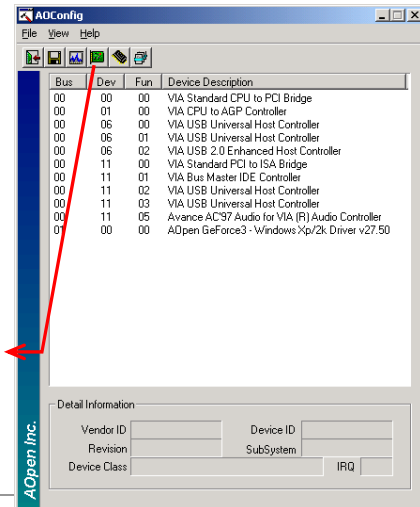 AOConfig
File View Help
Bus Dev Fun Device Description
00 00 00 VIA Standard CPU to PCI Bridge
00 01 00 VIA CPU to AGP Controller
00 06 00 VIA USB Universal Host Controller
00 06 01 VIA USB Universal Host Controller
00 06 02 VIA USB 2.0 Enhanced Host Controller
00 11 00 VIA Standard PCI to ISA Bridge
00 11 01 VIA Bus Master IDE Controller
00 11 02 VIA USB Universal Host Controller
00 11 03 VIA USB Universal Host Controller
00 11 05 Avance AC'97 Audio for VIA (R) Audio Controller
01 00 00 AOpen GeForce3 - Windows Xp/2k Driver v27.50
Detail Information
Vendor ID Device ID
Revision SubSystem
Device Class IRQ
AOpen Inc.